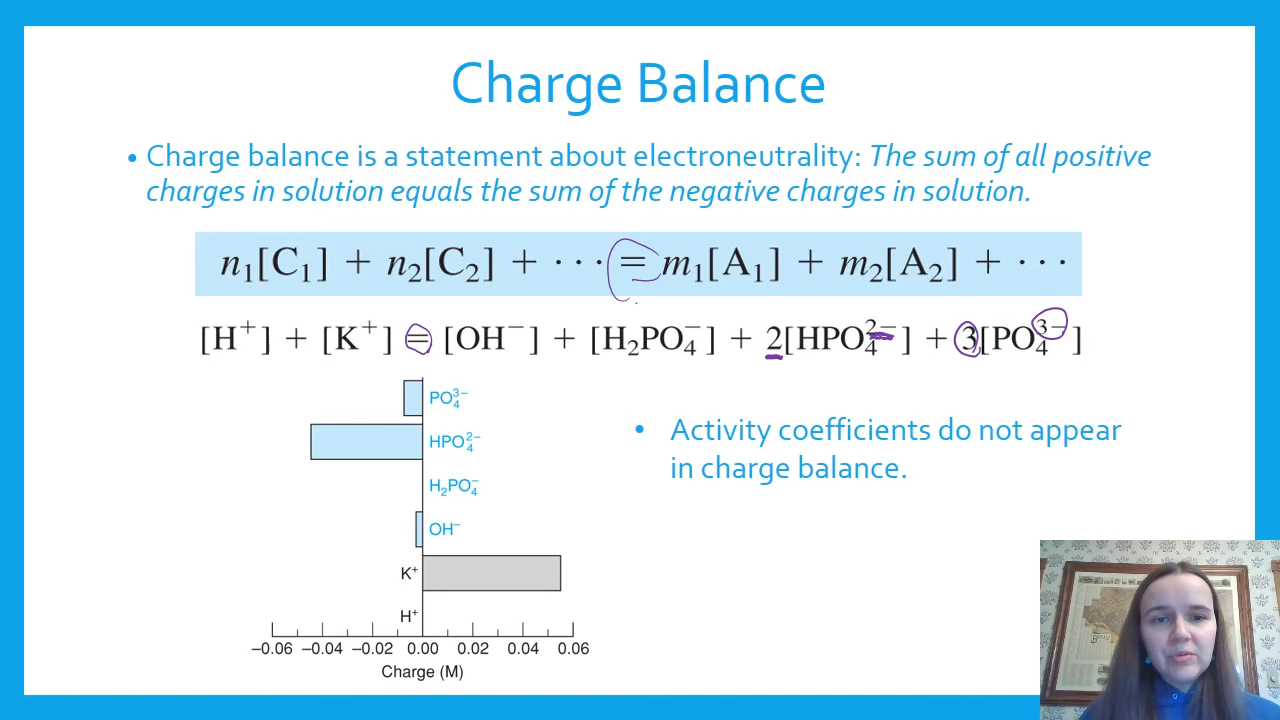 Charge Balance
• Charge balance is a statement about electroneutrality: The sum of all positive
charges in solution equals the sum of the negative charges in solution.
n₁[C₁] + n₂[C₂] + ··· = m₁[A₁] + m₂[A₂] + ···
[H⁺] + [K⁺] = [OH⁻] + [H₂PO₄⁻] + 2[HPO₄²⁻] + 3[PO₄³⁻]
PO₄³⁻
HPO₄²⁻
H₂PO₄⁻
OH⁻
K⁺
H⁺
–0.06 –0.04 –0.02 0.00 0.02 0.04 0.06
Charge (M)
• Activity coefficients do not appear
in charge balance.